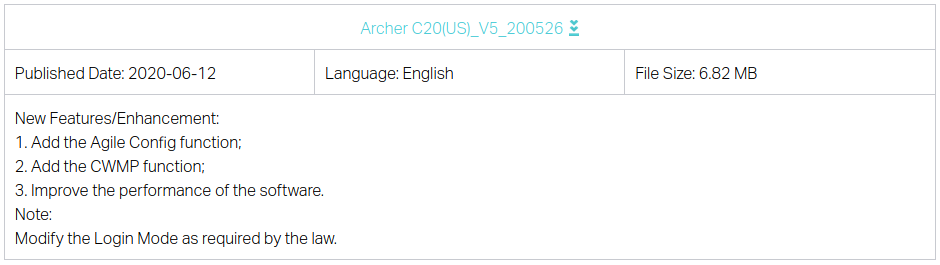 Archer C20(US)_V5_200526
Published Date: 2020-06-12
Language: English
File Size: 6.82 MB
New Features/Enhancement:
1. Add the Agile Config function;
2. Add the CWMP function;
3. Improve the performance of the software.
Note:
Modify the Login Mode as required by the law.